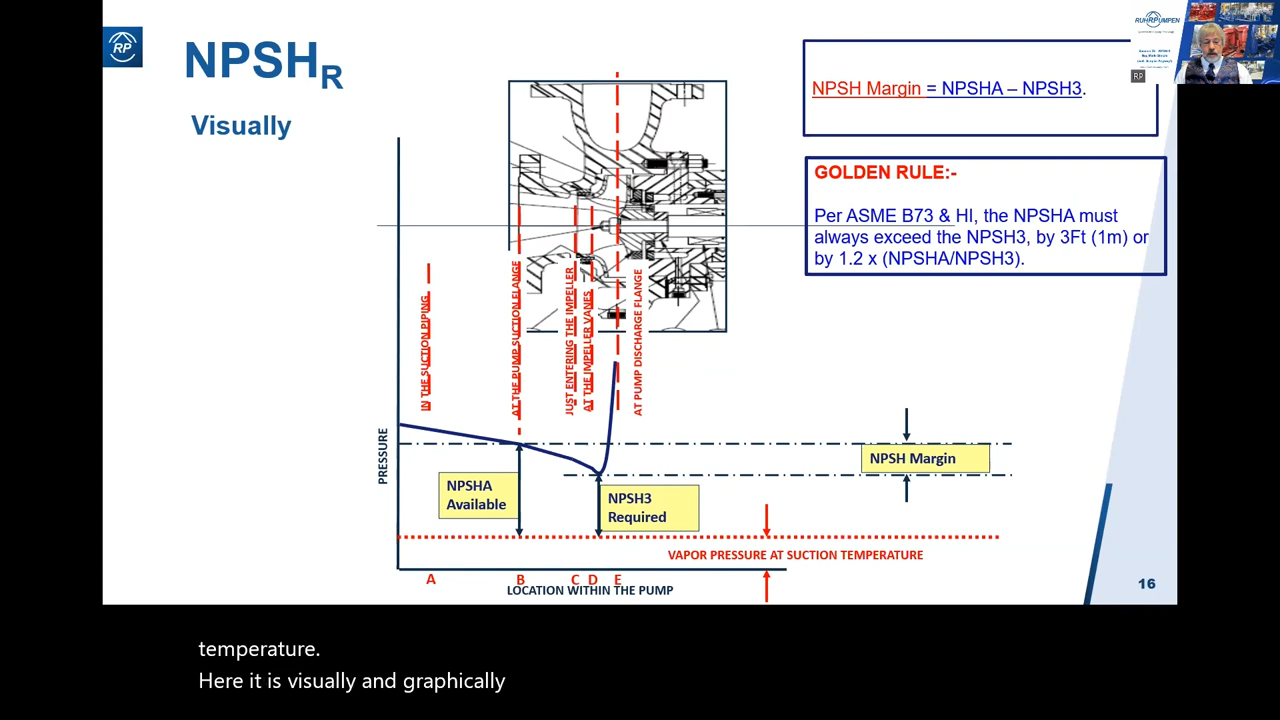 RP
NPSHR
Visually
RUHRPUMPEN
RP
NPSH Margin = NPSHA – NPSH3.
GOLDEN RULE:-
Per ASME B73 & HI, the NPSHA must
always exceed the NPSH3, by 3Ft (1m) or
by 1.2 x (NPSHA/NPSH3).
IN THE SUCTION PIPING
AT THE PUMP SUCTION FLANGE
JUST ENTERING THE IMPELLER
AT THE IMPELLER VANES
AT PUMP DISCHARGE FLANGE
PRESSURE
NPSH Margin
NPSHA
Available
NPSH3
Required
VAPOR PRESSURE AT SUCTION TEMPERATURE
A B C D E
LOCATION WITHIN THE PUMP
16
temperature.
Here it is visually and graphically